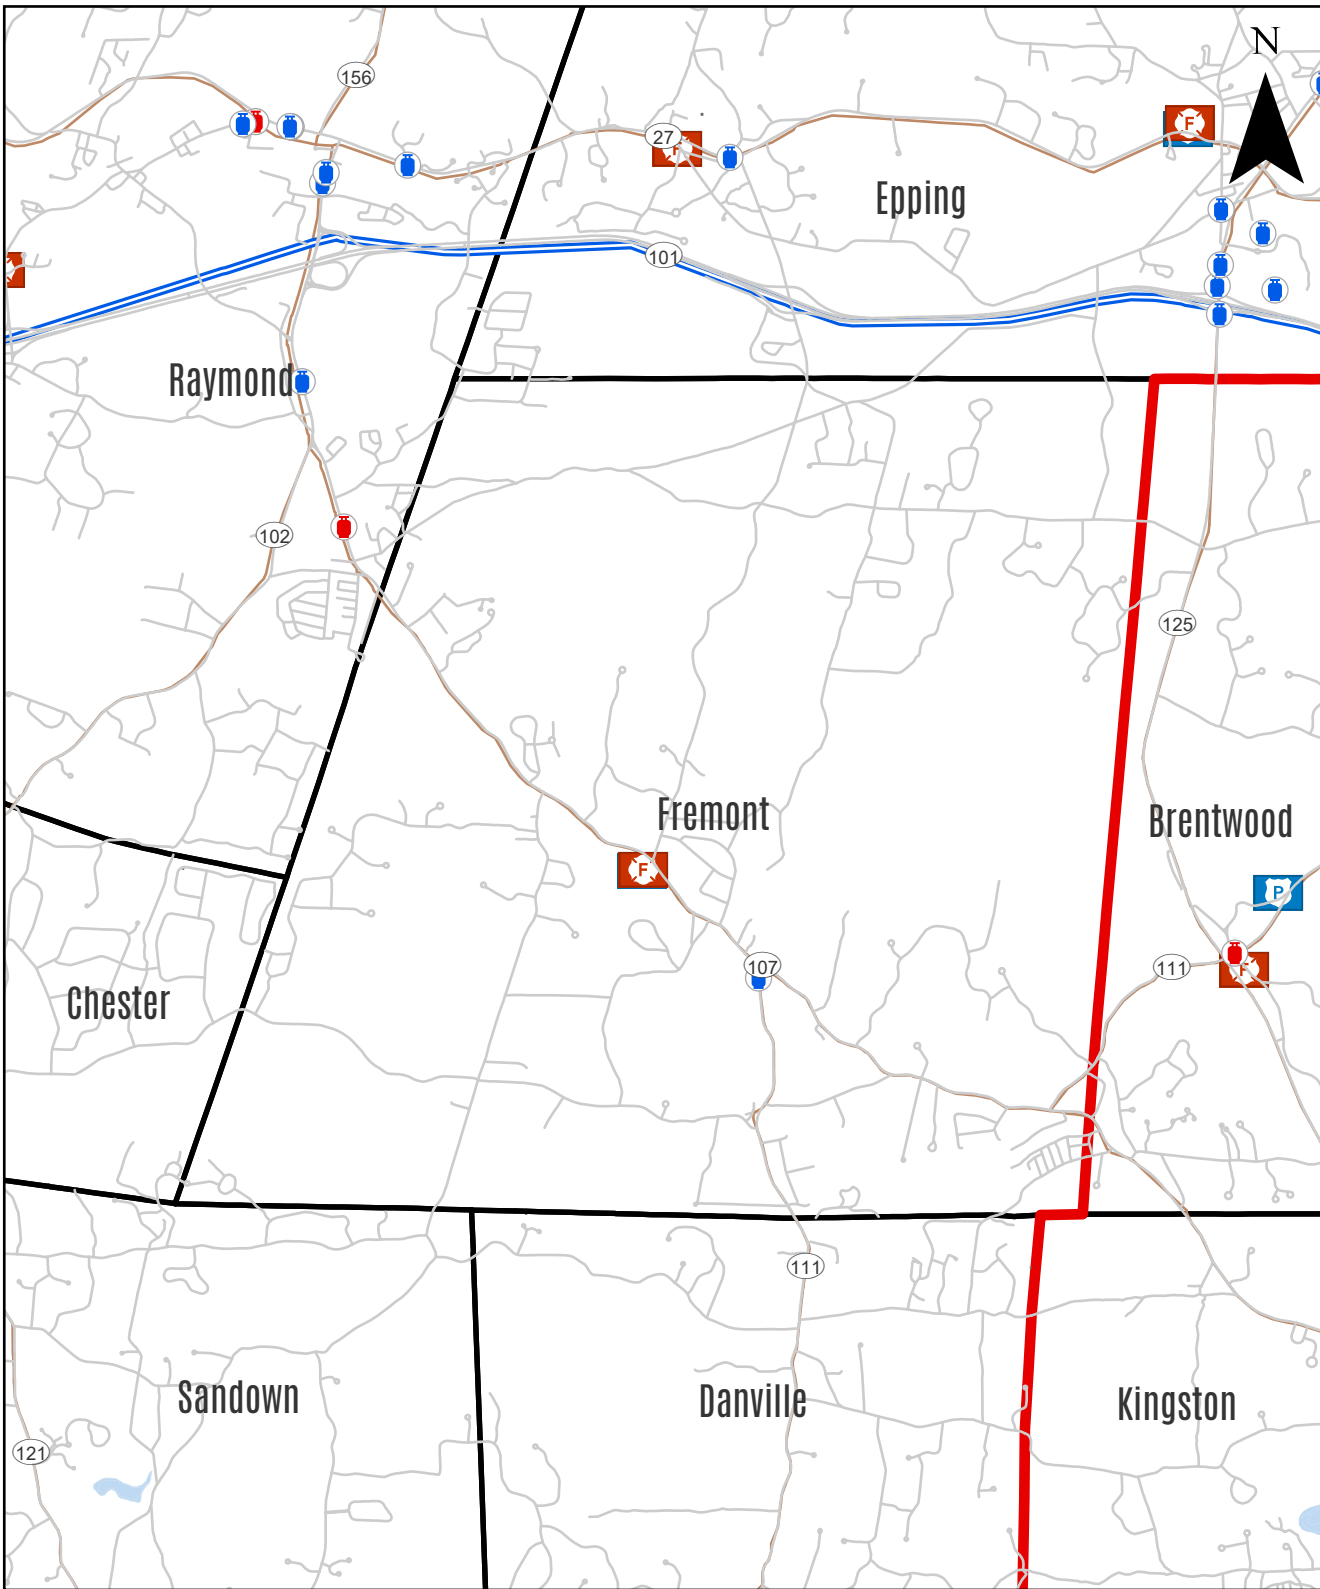 N
156
27
F
F
Epping
101
Raymond
102
125
Fremont
Brentwood
F
P
107
111
F
Chester
111
Sandown
Danville
Kingston
121